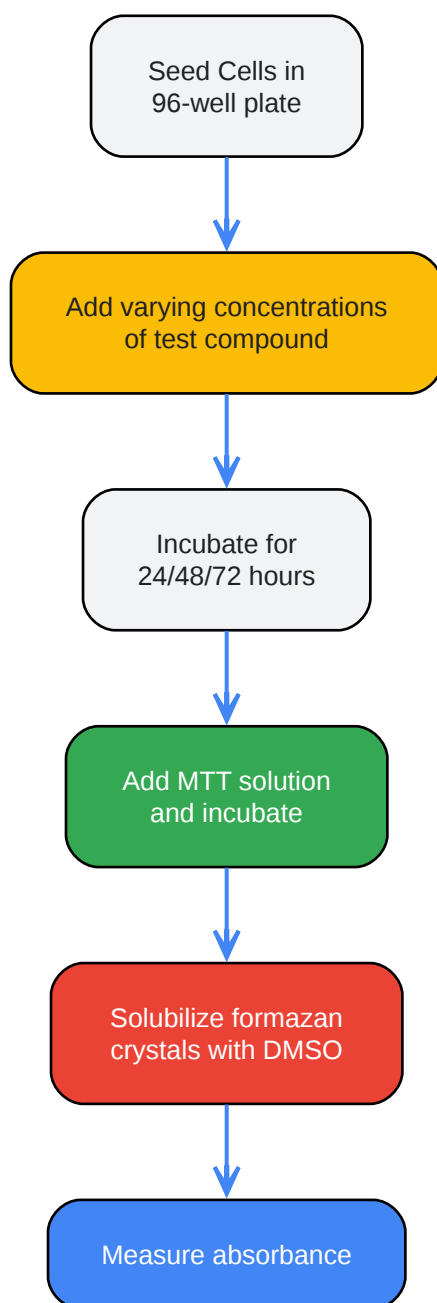 Seed Cells in
96-well plate
Add varying concentrations
of test compound
Incubate for
24/48/72 hours
Add MTT solution
and incubate
Solubilize formazan
crystals with DMSO
Measure absorbance